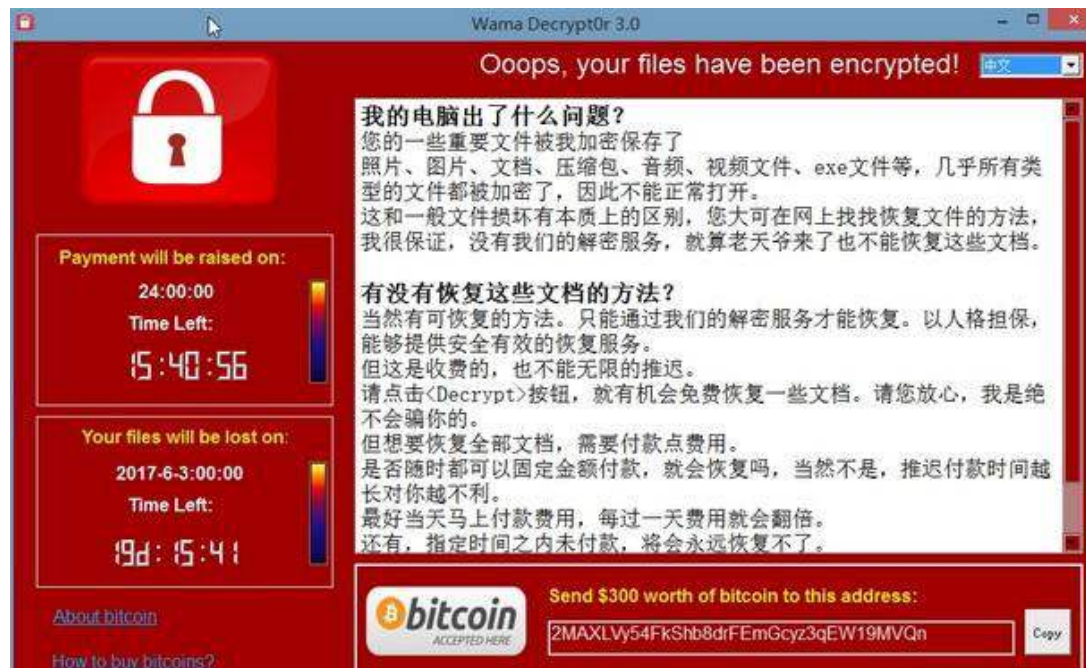 Wama Decrypt0r 3.0
Ooops, your files have been encrypted!
中文
我的电脑出了什么问题？
您的一些重要文件被我加密保存了
照片、图片、文档、压缩包、音频、视频文件、exe文件等，几乎所有类
型的文件都被加密了，因此不能正常打开。
这和一般文件损坏有本质上的区别，您大可在网上找找恢复文件的方法，
我很保证，没有我们的解密服务，就算老天爷来了也不能恢复这些文档。
有没有恢复这些文档的方法？
当然有可恢复的方法。只能通过我们的解密服务才能恢复。以人格担保，
能够提供安全有效的恢复服务。
但这是收费的，也不能无限的推迟。
请点击<Decrypt>按钮，就有机会免费恢复一些文档。请您放心，我是绝
不会骗你的。
但想要恢复全部文档，需要付款点费用。
是否随时都可以固定金额付款，就会恢复吗，当然不是，推迟付款时间越
长对你越不利。
最好当天马上付款费用，每过一天费用就会翻倍。
还有，指定时间之内未付款，将会永远恢复不了。
Payment will be raised on:
24:00:00
Time Left:
15:40:56
Your files will be lost on:
2017-6-3:00:00
Time Left:
19d:15:41
About bitcoin
How to buy bitcoins?
bitcoin
ACCEPTED HERE
Send $300 worth of bitcoin to this address:
2MAXLVy54FkShb8drFEmGcyz3qEW19MVQn
Copy